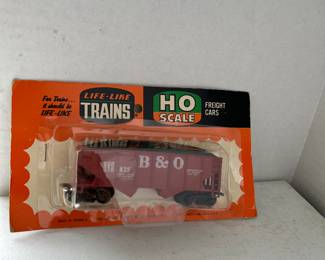 For Trains...
it should be
LIFE-LIKE
LIFE-LIKE
TRAINS
HO
SCALE
FREIGHT
CARS
B & O